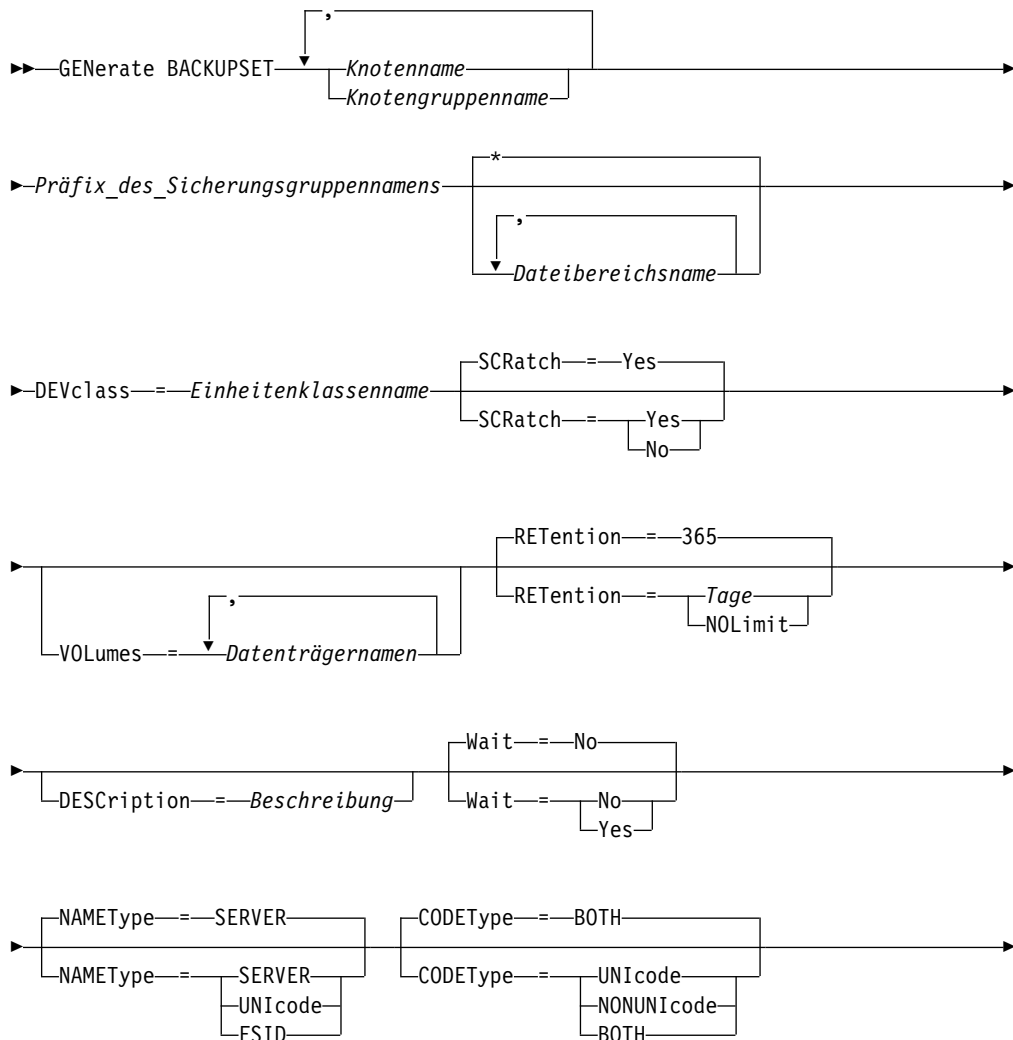 ,
GENerate BACKUPSET Knotenname
Knotengruppenname
Präfix_des_Sicherungsgruppennamens *
,
Dateibereichsname
SCRatch = Yes
DEVclass = Einheitenklassenname
SCRatch = Yes
No
RETention = 365
,
VOLumes = Datenträgernamen
RETention = Tage
NOLimit
Wait = No
DESCription = Beschreibung
Wait = No
Yes
NAMEType = SERVER CODEType = BOTH
NAMEType = SERVER CODEType = UNIcode
UNIcode NONUNIcode
FSID BOTH